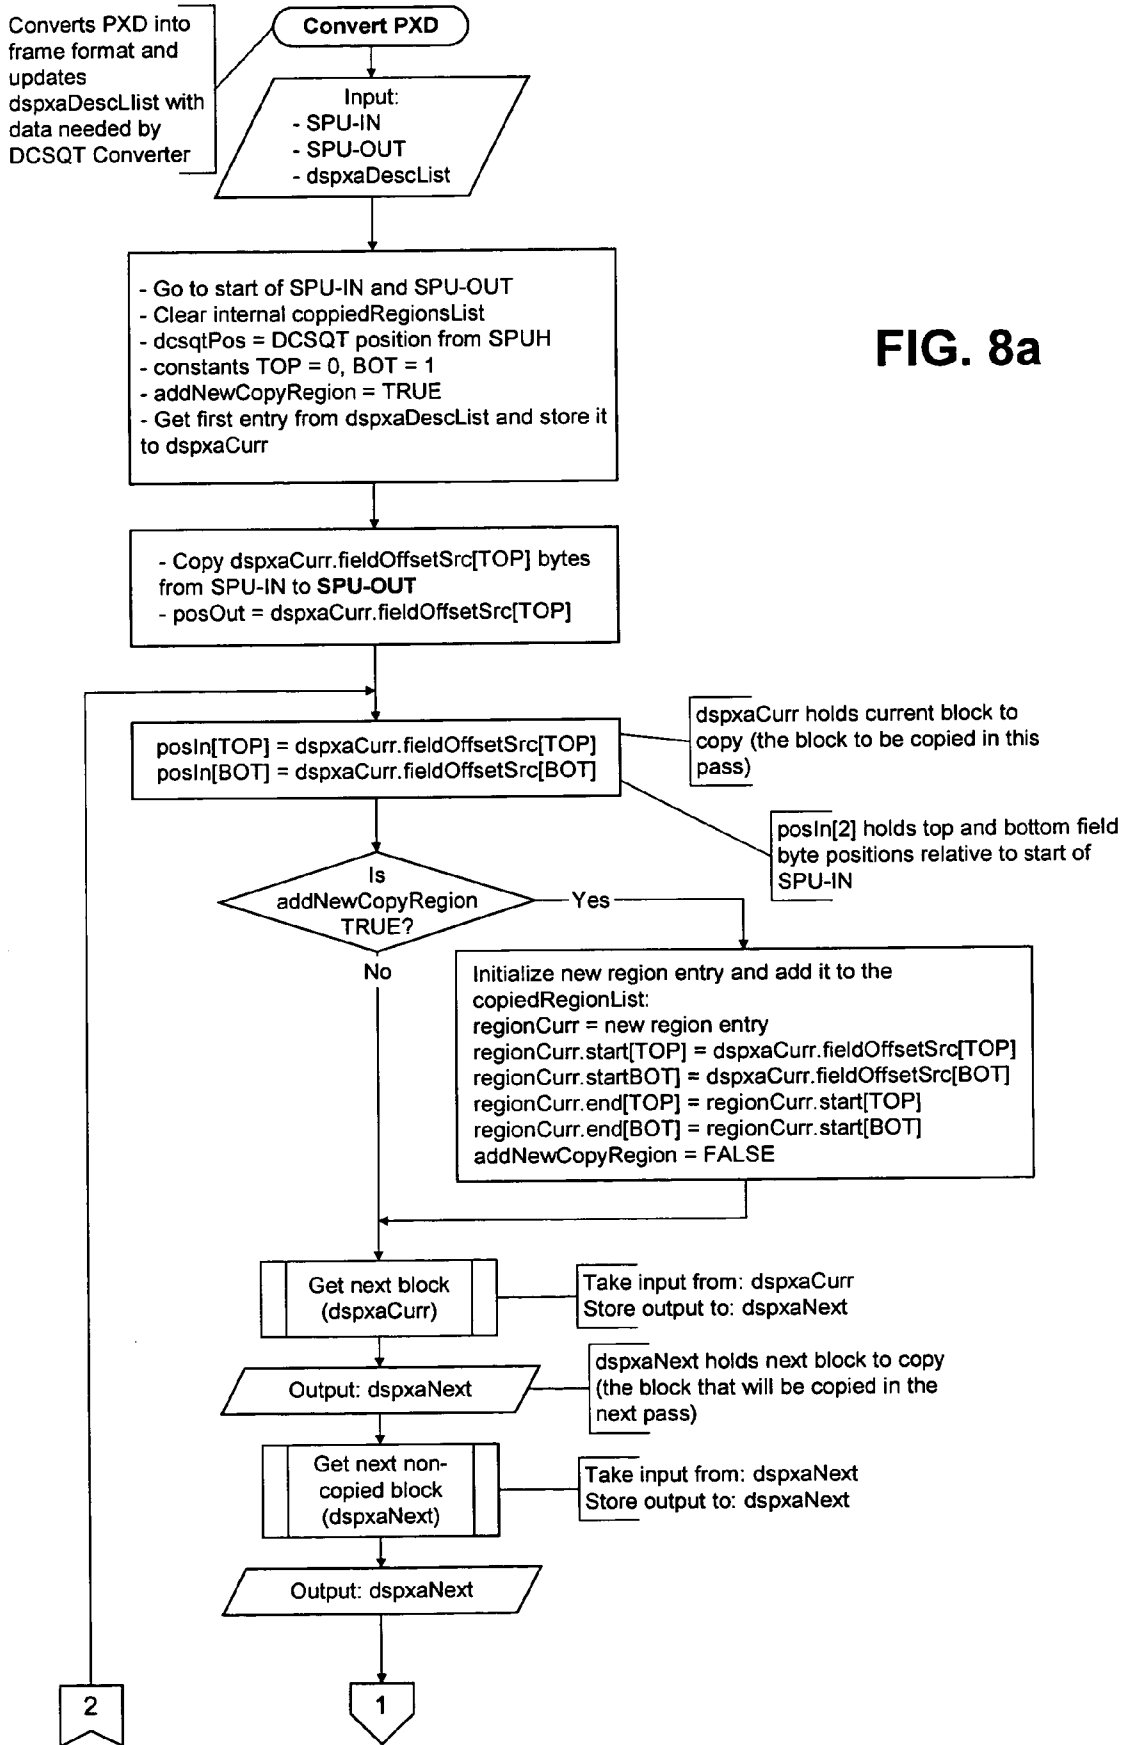 Converts PXD into
frame format and
updates
dspxaDescLlist with
data needed by
DCSQT Converter
Convert PXD
Input:
- SPU-IN
- SPU-OUT
- dspxaDescList
- Go to start of SPU-IN and SPU-OUT
- Clear internal coppiedRegionsList
- dcsqtPos = DCSQT position from SPUH
- constants TOP = 0, BOT = 1
- addNewCopyRegion = TRUE
- Get first entry from dspxaDescList and store it
to dspxaCurr
FIG. 8a
- Copy dspxaCurr.fieldOffsetSrc[TOP] bytes
from SPU-IN to SPU-OUT
- posOut = dspxaCurr.fieldOffsetSrc[TOP]
posIn[TOP] = dspxaCurr.fieldOffsetSrc[TOP]
posIn[BOT] = dspxaCurr.fieldOffsetSrc[BOT]
dspxaCurr holds current block to
copy (the block to be copied in this
pass)
posIn[2] holds top and bottom field
byte positions relative to start of
SPU-IN
Is
addNewCopyRegion
TRUE?
Yes
No
Initialize new region entry and add it to the
copiedRegionList:
regionCurr = new region entry
regionCurr.start[TOP] = dspxaCurr.fieldOffsetSrc[TOP]
regionCurr.startBOT] = dspxaCurr.fieldOffsetSrc[BOT]
regionCurr.end[TOP] = regionCurr.start[TOP]
regionCurr.end[BOT] = regionCurr.start[BOT]
addNewCopyRegion = FALSE
Get next block
(dspxaCurr)
Take input from: dspxaCurr
Store output to: dspxaNext
Output: dspxaNext
dspxaNext holds next block to copy
(the block that will be copied in the
next pass)
Get next non-
copied block
(dspxaNext)
Take input from: dspxaNext
Store output to: dspxaNext
Output: dspxaNext
2
1